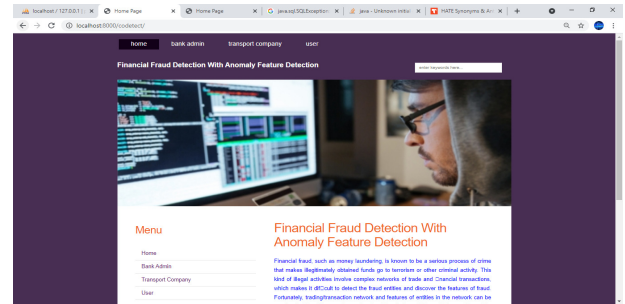 localhost / 127.0.0.1 |
Home Page
Home Page
java.sql.SQLException:
java - Unknown initial
HATE Synonyms & An
localhost:8000/codetect/
home bank admin transport company user
Financial Fraud Detection With Anomaly Feature Detection
enter keywords here...
Menu
Home
Bank Admin
Transport Company
User
Financial Fraud Detection With
Anomaly Feature Detection
Financial fraud, such as money laundering, is known to be a serious process of crime
that makes illegitimately obtained funds go to terrorism or other criminal activity. This
kind of illegal activities involve complex networks of trade and □nancial transactions,
which makes it dif□cult to detect the fraud entities and discover the features of fraud.
Fortunately, trading/transaction network and features of entities in the network can be